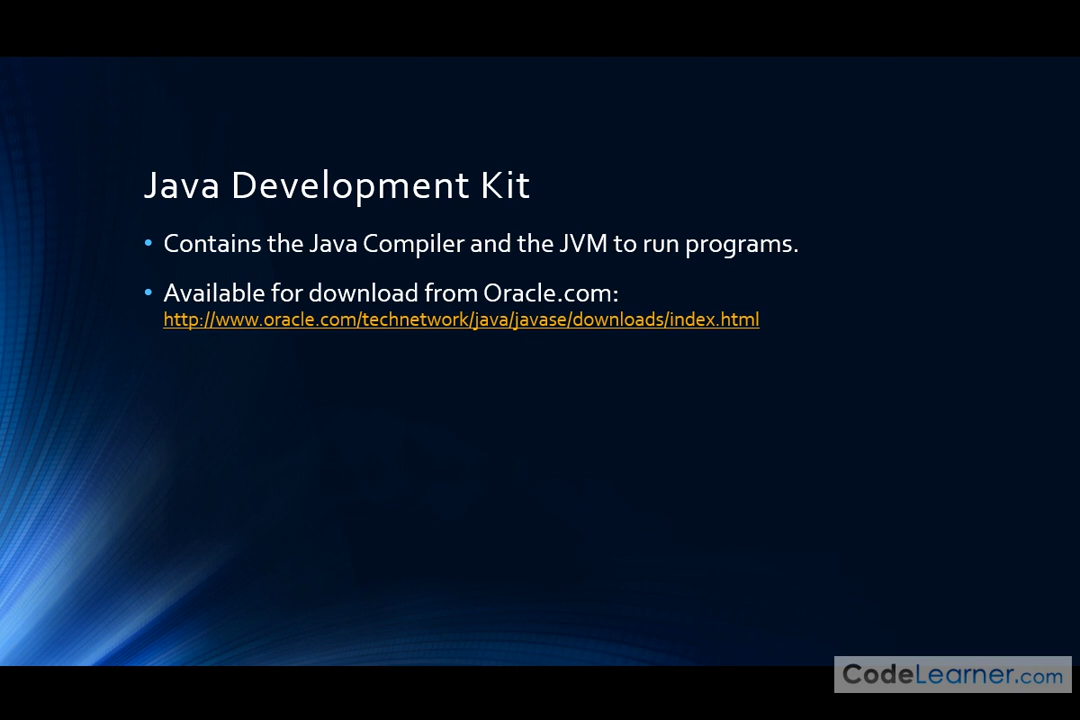 Java Development Kit
• Contains the Java Compiler and the JVM to run programs.
• Available for download from Oracle.com:
http://www.oracle.com/technetwork/java/javase/downloads/index.html
CodeLearner.com